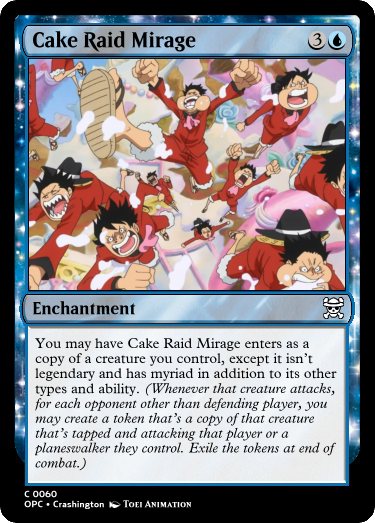 Cake Raid Mirage 3
Enchantment
You may have Cake Raid Mirage enters as a
copy of a creature you control, except it isn't
legendary and has myriad in addition to its other
types and ability. (Whenever that creature attacks,
for each opponent other than defending player, you
may create a token that's a copy of that creature
that's tapped and attacking that player or a
planeswalker they control. Exile the tokens at end of
combat.)
C 0060
OPC • Crashington TOEI ANIMATION